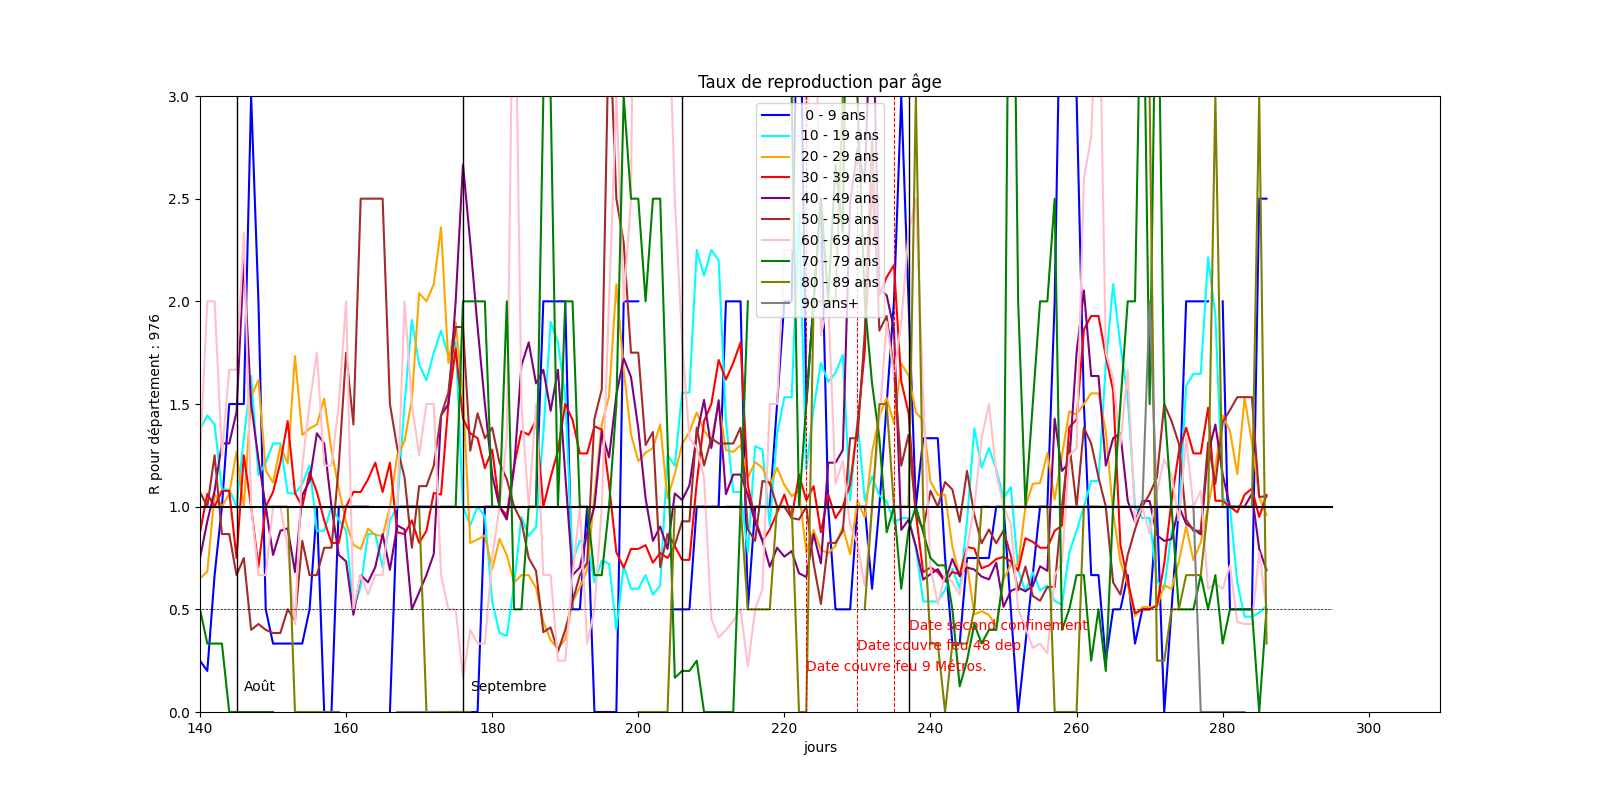 Taux de reproduction par âge
R pour département : 976
3.0
2.5
2.0
1.5
1.0
0.5
0.0
0 - 9 ans
10 - 19 ans
20 - 29 ans
30 - 39 ans
40 - 49 ans
50 - 59 ans
60 - 69 ans
70 - 79 ans
80 - 89 ans
90 ans+
Date second confinement
Date couvre feu 48 dep
Date couvre feu 9 Métros.
Août
Septembre
140 160 180 200 220 240 260 280 300
jours